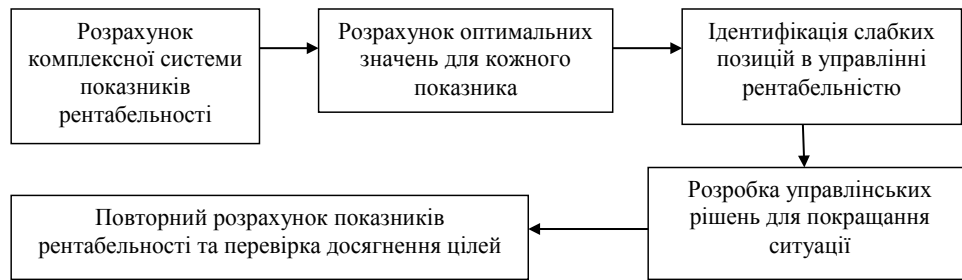 Розрахунок
комплексної системи
показників
рентабельності
Розрахунок оптимальних
значень для кожного
показника
Ідентифікація слабких
позицій в управлінні
рентабельністю
Розробка управлінських
рішень для покращання
ситуації
Повторний розрахунок показників
рентабельності та перевірка досягнення цілей